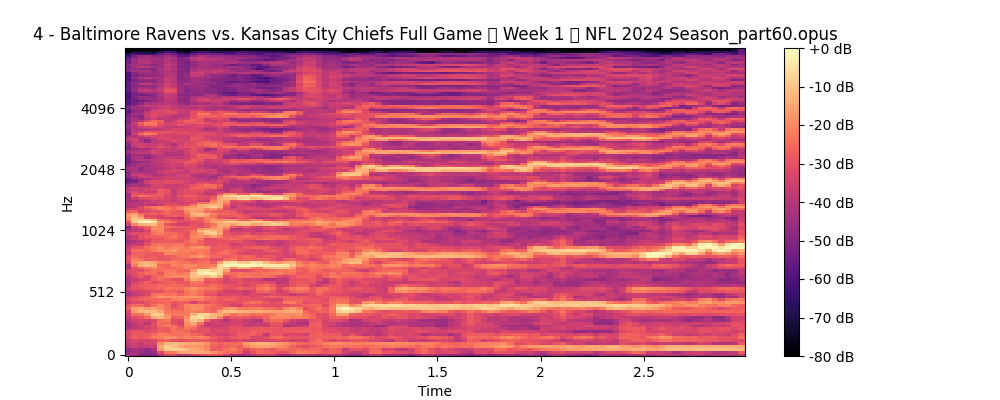 4 - Baltimore Ravens vs. Kansas City Chiefs Full Game ▯ Week 1 ▯ NFL 2024 Season_part60.opus
+0 dB
-10 dB
-20 dB
-30 dB
-40 dB
-50 dB
-60 dB
-70 dB
-80 dB
Hz
4096
2048
1024
512
0
0
0.5
1
1.5
2
2.5
Time